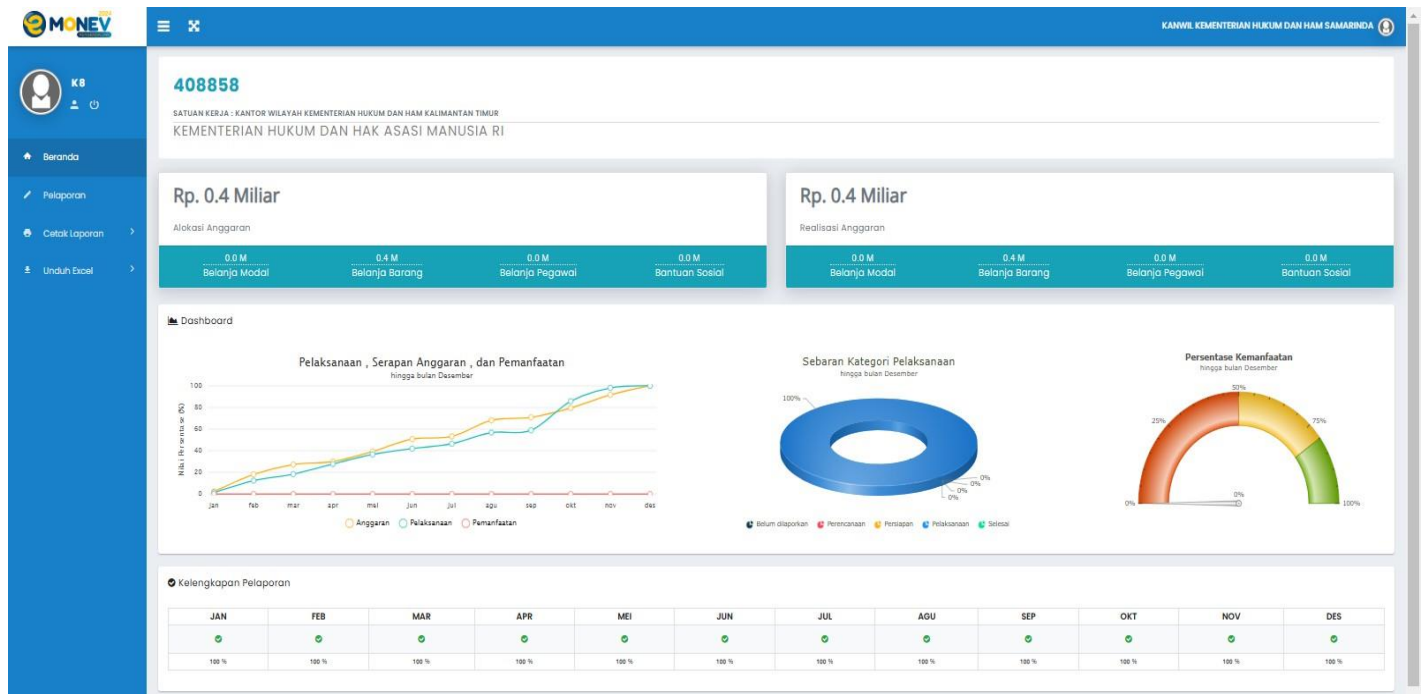 2024
eMONEV
KANWIL KEMENTERIAN HUKUM DAN HAM SAMARINDA
K8
Beranda
Pelaporan
Cetak Laporan
Unduh Excel
408858
SATUAN KERJA : KANTOR WILAYAH KEMENTERIAN HUKUM DAN HAM KALIMANTAN TIMUR
KEMENTERIAN HUKUM DAN HAK ASASI MANUSIA RI
Rp. 0.4 Miliar
Alokasi Anggaran
0.0 M 0.4 M 0.0 M 0.0 M
Belanja Modal Belanja Barang Belanja Pegawai Bantuan Sosial
Rp. 0.4 Miliar
Realisasi Anggaran
0.0 M 0.4 M 0.0 M 0.0 M
Belanja Modal Belanja Barang Belanja Pegawai Bantuan Sosial
Dashboard
Pelaksanaan , Serapan Anggaran , dan Pemanfaatan
hingga bulan Desember
Nilai Persentase (%)
100
80
60
40
20
0
jan feb mar apr mei jun jul agu sep okt nov des
Anggaran Pelaksanaan Pemanfaatan
Sebaran Kategori Pelaksanaan
hingga bulan Desember
100%
0%
0%
0%
0%
Belum dilaporkan Perencanaan Persiapan Pelaksanaan Selesai
Persentase Kemanfaatan
hingga bulan Desember
50%
25% 75%
0%
0% 100%
Kelengkapan Pelaporan
JAN FEB MAR APR MEI JUN JUL AGU SEP OKT NOV DES
100 % 100 % 100 % 100 % 100 % 100 % 100 % 100 % 100 % 100 % 100 % 100 %